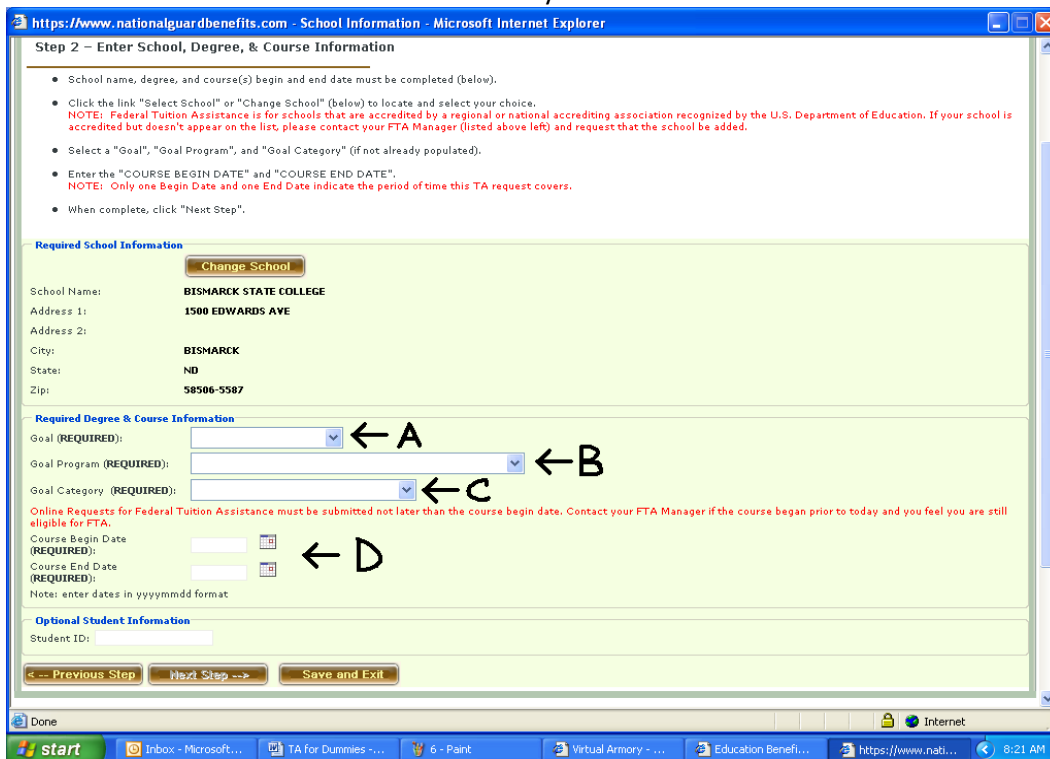 https://www.nationalguardbenefits.com - School Information - Microsoft Internet Explorer
Step 2 – Enter School, Degree, & Course Information
School name, degree, and course(s) begin and end date must be completed (below).
Click the link "Select School" or "Change School" (below) to locate and select your choice.
NOTE: Federal Tuition Assistance is for schools that are accredited by a regional or national accrediting association recognized by the U.S. Department of Education. If your school is
accredited but doesn't appear on the list, please contact your FTA Manager (listed above left) and request that the school be added.
Select a "Goal", "Goal Program", and "Goal Category" (if not already populated).
Enter the "COURSE BEGIN DATE" and "COURSE END DATE".
NOTE: Only one Begin Date and one End Date indicate the period of time this TA request covers.
When complete, click "Next Step".
Required School Information
Change School
School Name: BISMARCK STATE COLLEGE
Address 1: 1500 EDWARDS AVE
Address 2:
City: BISMARCK
State: ND
Zip: 58506-5587
Required Degree & Course Information
Goal (REQUIRED): A
Goal Program (REQUIRED): B
Goal Category (REQUIRED): C
Online Requests for Federal Tuition Assistance must be submitted not later than the course begin date. Contact your FTA Manager if the course began prior to today and you feel you are still
eligible for FTA.
Course Begin Date
(REQUIRED):
D
Course End Date
(REQUIRED):
Note: enter dates in yyyymmdd format
Optional Student Information
Student ID:
< -- Previous Step Next Step --> Save and Exit
Done Internet
start Inbox - Microsoft... TA for Dummies -... 6 - Paint Virtual Armory - ... Education Benefi... https://www.nati... 8:21 AM